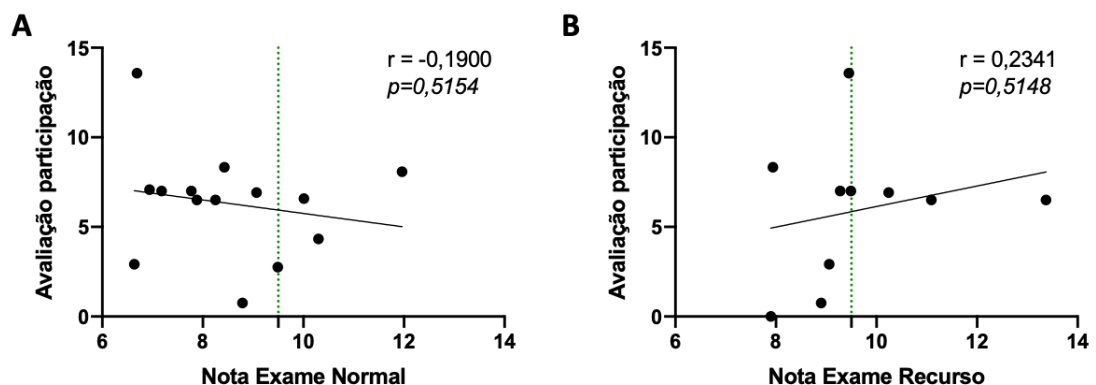 A
Avaliação participação
15
10
5
0
r = -0,1900
p=0,5154
6 8 10 12 14
Nota Exame Normal
B
Avaliação participação
15
10
5
0
r = 0,2341
p=0,5148
6 8 10 12 14
Nota Exame Recurso